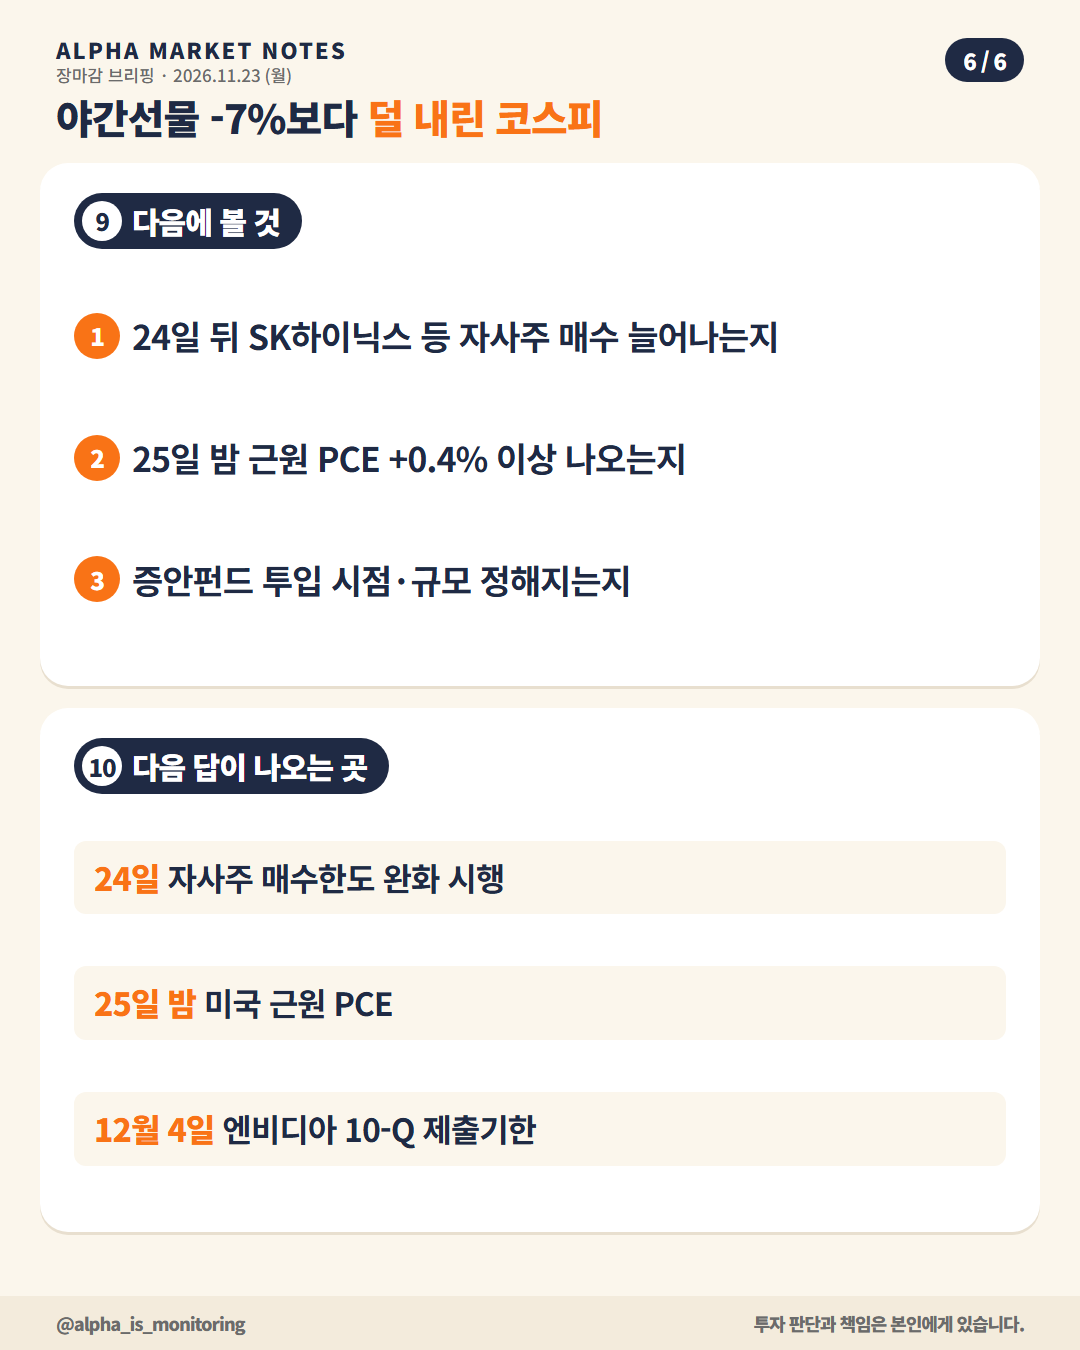 ALPHA MARKET NOTES
장마감 브리핑 · 2026.11.23 (월)
6 / 6
야간선물 -7%보다 덜 내린 코스피
9 다음에 볼 것
1 24일 뒤 SK하이닉스 등 자사주 매수 늘어나는지
2 25일 밤 근원 PCE +0.4% 이상 나오는지
3 증안펀드 투입 시점·규모 정해지는지
10 다음 답이 나오는 곳
24일 자사주 매수한도 완화 시행
25일 밤 미국 근원 PCE
12월 4일 엔비디아 10-Q 제출기한
@alpha_is_monitoring
투자 판단과 책임은 본인에게 있습니다.